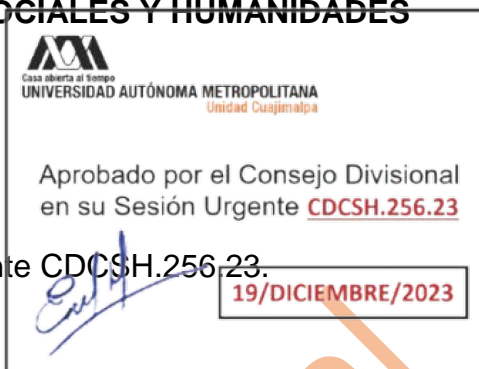 OCIALES Y HUMANIDADES
Casa abierta al tiempo
UNIVERSIDAD AUTÓNOMA METROPOLITANA
Unidad Cuajimalpa
Aprobado por el Consejo Divisional
en su Sesión Urgente CDCSH.256.23
te CDCSH.256.23.
19/DICIEMBRE/2023